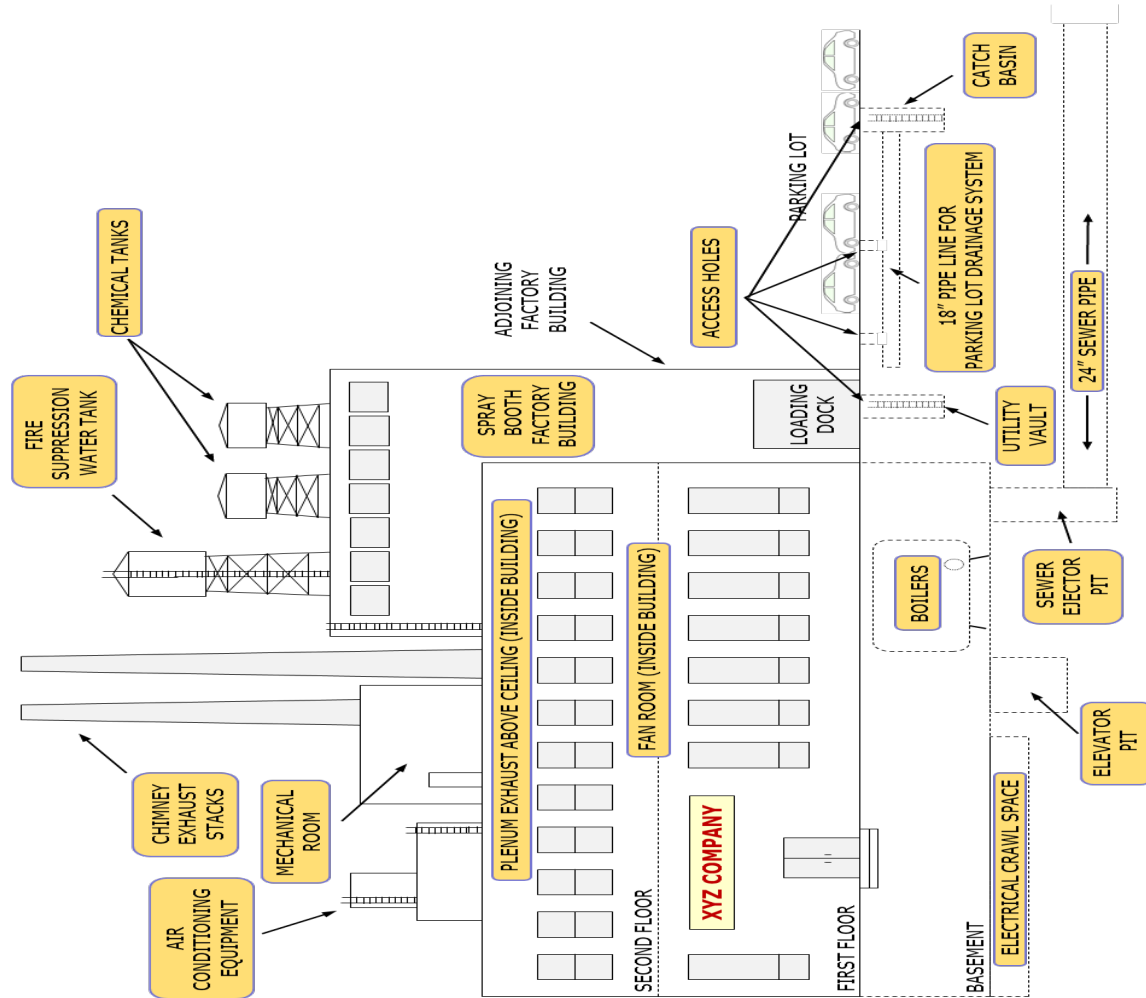 AIR
CONDITIONING
EQUIPMENT
CHIMNEY
EXHAUST
STACKS
MECHANICAL
ROOM
FIRE
SUPPRESSION
WATER TANK
CHEMICAL TANKS
PLENUM EXHAUST ABOVE CEILING (INSIDE BUILDING)
SPRAY
BOOTH
FACTORY
BUILDING
ADJOINING
FACTORY
BUILDING
SECOND FLOOR
FAN ROOM (INSIDE BUILDING)
XYZ COMPANY
LOADING
DOCK
ACCESS HOLES
PARKING LOT
FIRST FLOOR
BOILERS
BASEMENT
ELECTRICAL CRAWL SPACE
ELEVATOR
PIT
SEWER
EJECTOR
PIT
UTILITY
VAULT
18" PIPE LINE FOR
PARKING LOT DRAINAGE SYSTEM
CATCH
BASIN
24" SEWER PIPE